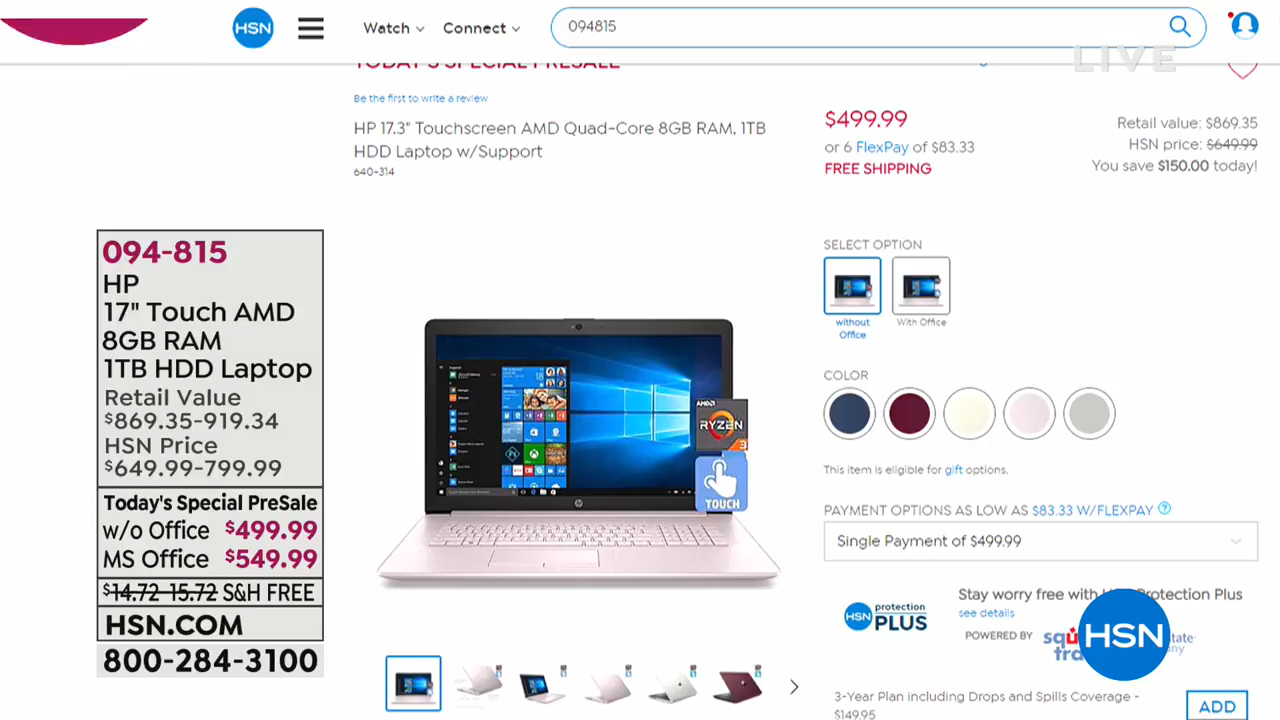 HSN
Watch
Connect
094815
LIVE
TODAY'S SPECIAL PRESALE
Be the first to write a review
HP 17.3" Touchscreen AMD Quad-Core 8GB RAM, 1TB
HDD Laptop w/Support
640-314
$499.99
or 6 FlexPay of $83.33
FREE SHIPPING
Retail value: $869.35
HSN price: $649.99
You save $150.00 today!
094-815
HP
17" Touch AMD
8GB RAM
1TB HDD Laptop
Retail Value
$869.35-919.34
HSN Price
$649.99-799.99
Today's Special PreSale
w/o Office $499.99
MS Office $549.99
$14.72-15.72 S&H FREE
HSN.COM
800-284-3100
AMD
RYZEN
3
TOUCH
hp
SELECT OPTION
without
Office
With Office
COLOR
This item is eligible for gift options.
PAYMENT OPTIONS AS LOW AS $83.33 W/FLEXPAY
Single Payment of $499.99
HSN protection
PLUS
Stay worry free with Protection Plus
see details
POWERED BY
HSN
3-Year Plan including Drops and Spills Coverage -
$149.95
ADD